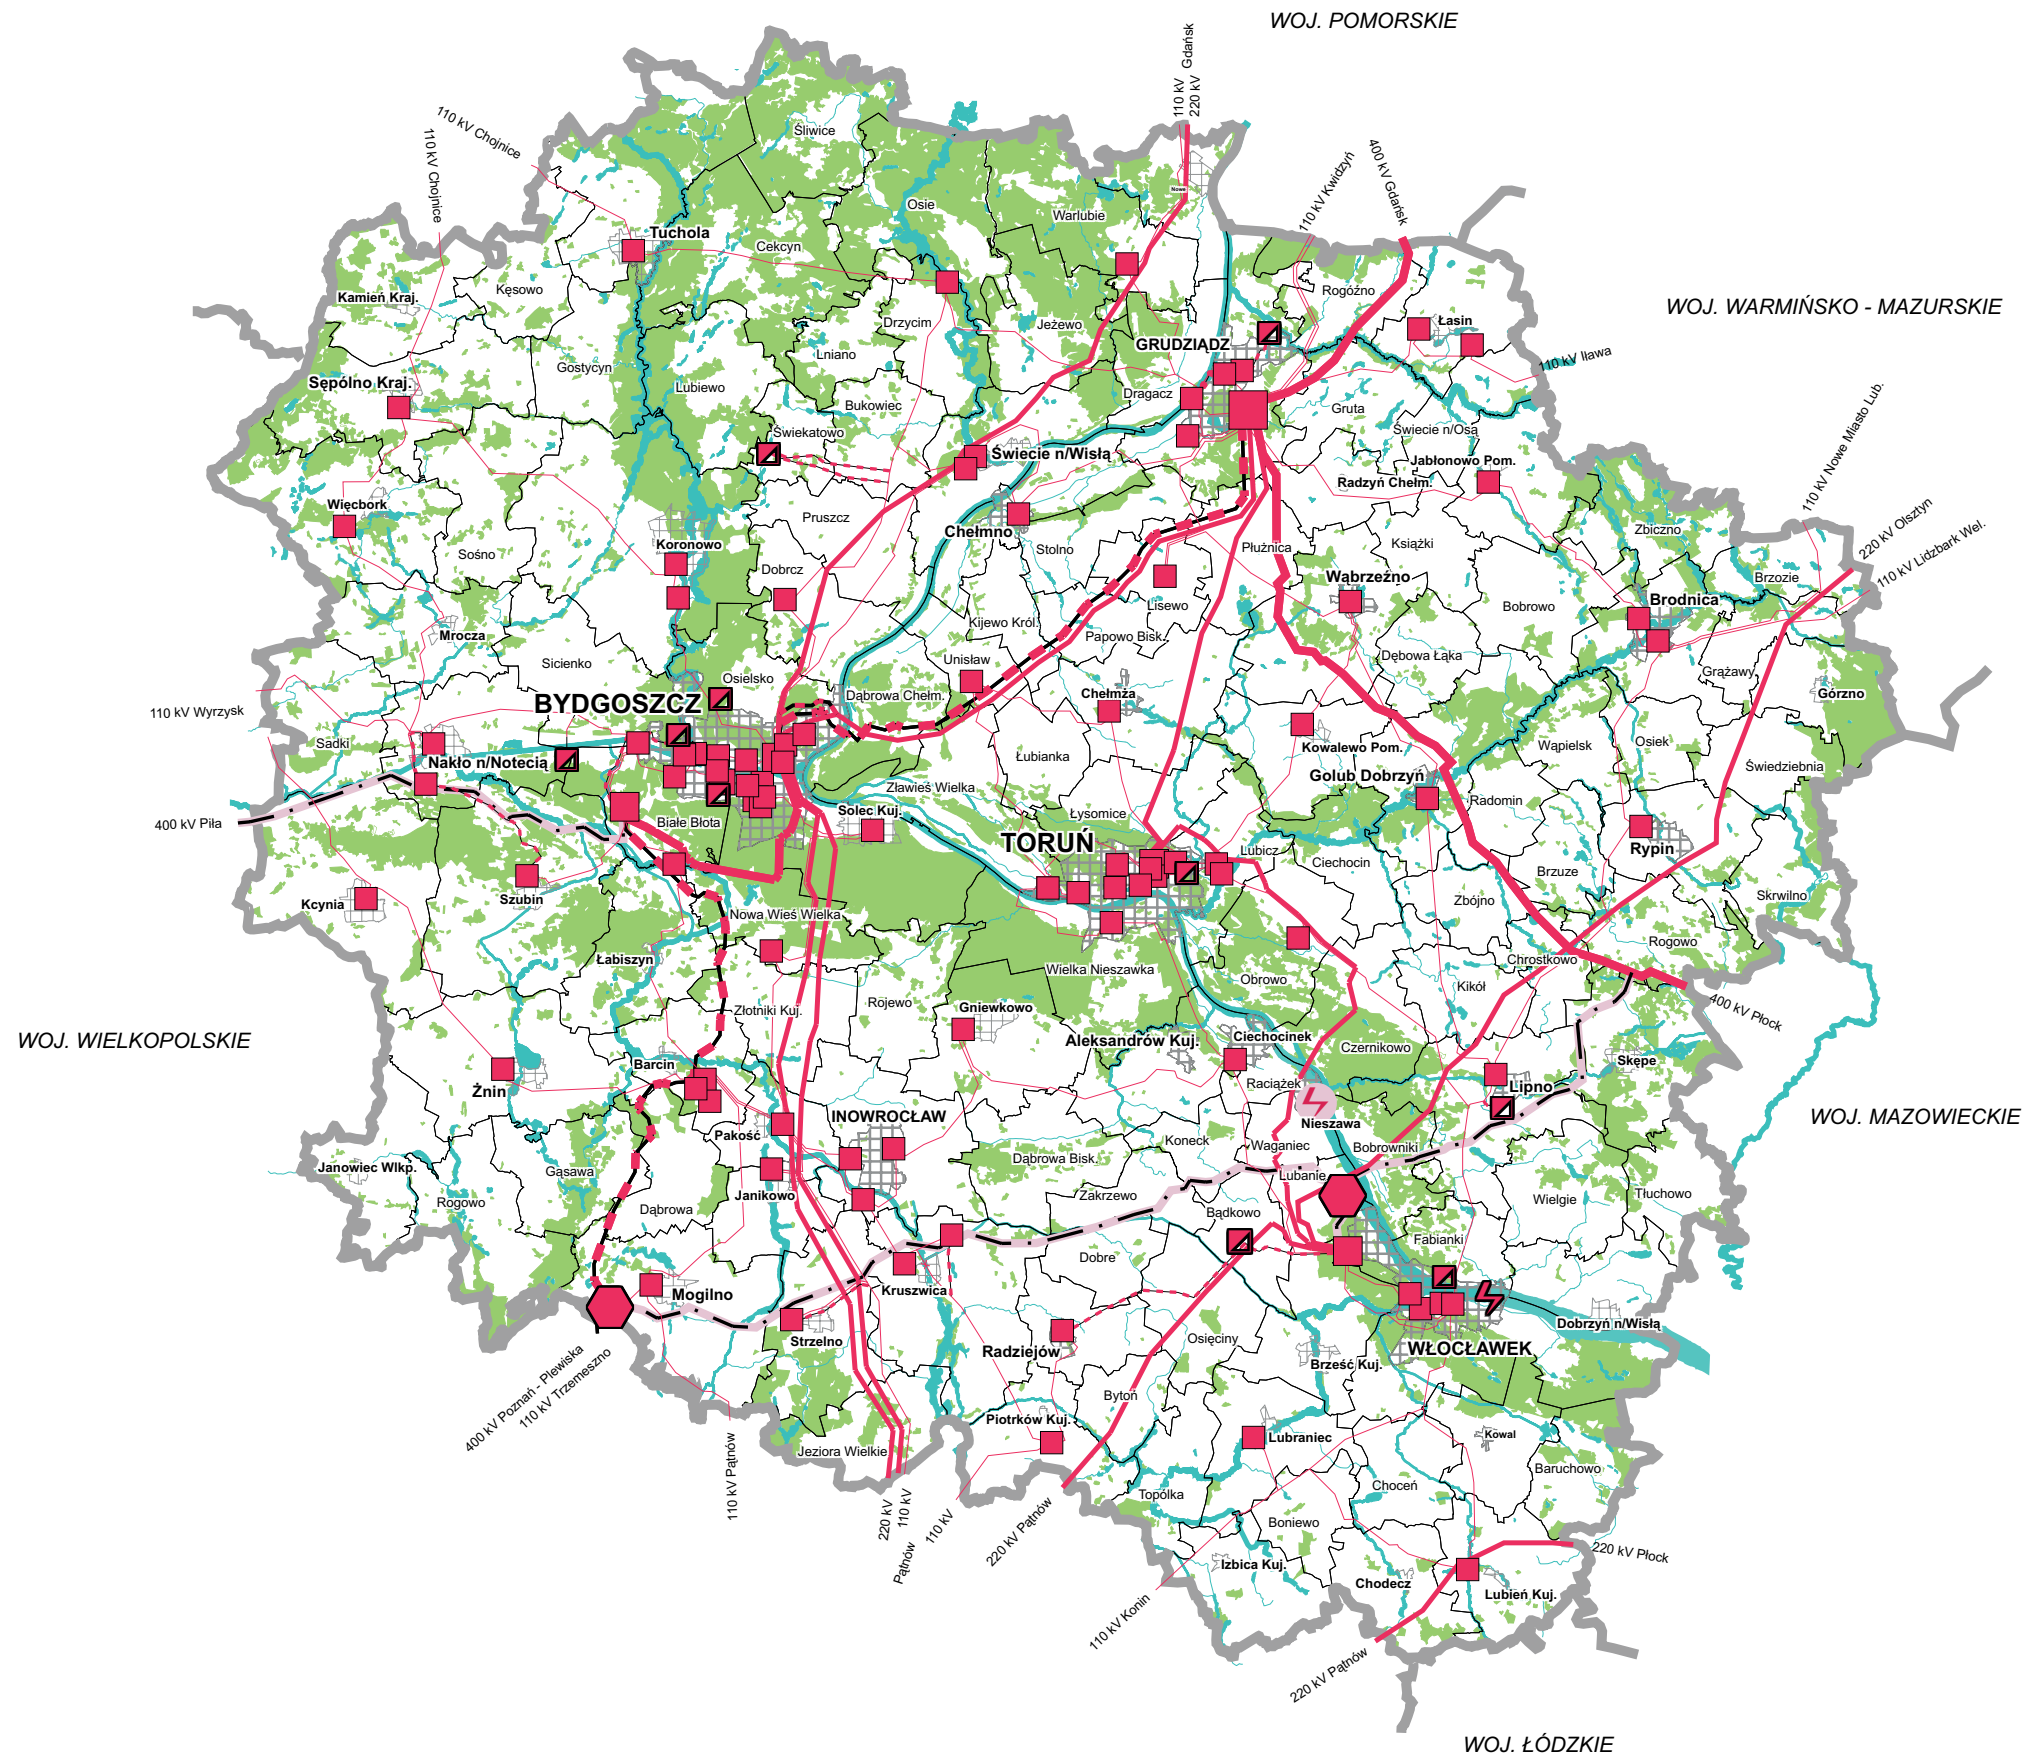 WOJ. POMORSKIE
110 kV
220 kV
Gdańsk
110 kV Chojnice
110 kV Chojnice
110 kV Kwidzyń
400 kV Gdańsk
Śliwice
Nowe
Osie
Warlubie
Tuchola
Cekcyn
Kęsowo
Kamień Kraj.
Rogóźno
WOJ. WARMIŃSKO - MAZURSKIE
Drzycim
Jeżewo
Łasin
GRUDZIĄDZ
Lniano
110 kV Iława
Gostycyn
Sępólno Kraj.
Lubiewo
Dragacz
Bukowiec
Gruta
Świekatowo
Świecie n/Osą
110 kV Nowe Miasto Lub.
Świecie n/Wisłą
Jabłonowo Pom.
Radzyń Chełm.
Więcbork
Pruszcz
Chełmno
Zbiczno
220 kV Olsztyn
Koronowo
Stolno
Płużnica
Książki
Sośno
110 kV Lidzbark Wel.
Dobrcz
Wąbrzeźno
Brzozie
Lisewo
Bobrowo
Brodnica
Kijewo Król.
Mrocza
Papowo Bisk.
Sicienko
Unisław
Dębowa Łąka
Osielsko
Grążawy
Dąbrowa Chełm.
Chełmża
Górzno
BYDGOSZCZ
110 kV Wyrzysk
Sadki
Kowalewo Pom.
Wąpielsk
Osiek
Łubianka
Nakło n/Notecią
Świedziebnia
Golub Dobrzyń
Zławieś Wielka
Radomin
Solec Kuj.
Łysomice
400 kV Piła
Białe Błota
TORUŃ
Lubicz
Rypin
Ciechocin
Brzuze
Skrwilno
Szubin
Kcynia
Zbójno
Nowa Wieś Wielka
Rogowo
Łabiszyn
Chrostkowo
Wielka Nieszawka
Obrowo
Kikół
Rojewo
Gniewkowo
Złotniki Kuj.
400 kV Płock
WOJ. WIELKOPOLSKIE
Aleksandrów Kuj.
Ciechocinek
Czernikowo
Skępe
Barcin
Żnin
Raciążek
Lipno
INOWROCŁAW
WOJ. MAZOWIECKIE
Nieszawa
Pakość
Koneck
Waganiec
Bobrowniki
Janowiec Wlkp.
Gąsawa
Dąbrowa Bisk.
Lubanie
Janikowo
Zakrzewo
Wielgie
Tłuchowo
Rogowo
Dąbrowa
Bądkowo
Fabianki
Dobre
Mogilno
Kruszwica
Dobrzyń n/Wisłą
Strzelno
Osięciny
Radziejów
WŁOCŁAWEK
Brześć Kuj.
400 kV Poznań - Plewiska
110 kV Trzemeszno
Bytoń
Piotrków Kuj.
Lubraniec
Kowal
Jeziora Wielkie
Baruchowo
110 kV Pątnów
Choceń
Topólka
220 kV
110 kV
Pątnów
110 kV
220 kV Pątnów
Boniewo
220 kV Płock
Izbica Kuj.
Chodecz
Lubień Kuj.
110 kV Konin
220 kV Pątnów
WOJ. ŁÓDZKIE